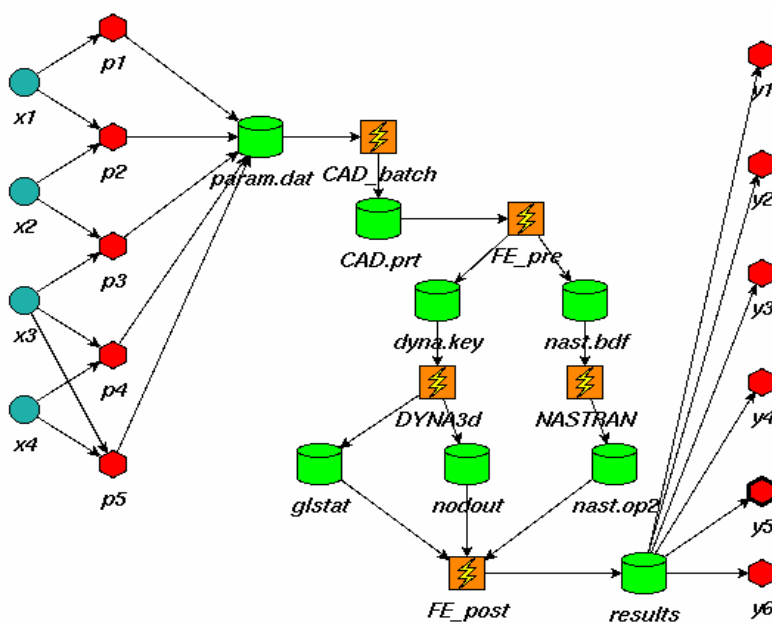 x1
x2
x3
x4
p1
p2
p3
p4
p5
param.dat
CAD_batch
CAD.prt
FE_pre
dyna.key
nast.bdf
DYNA3d
NASTRAN
glstat
nodout
nast.op2
FE_post
results
y1
y2
y3
y4
y5
y6